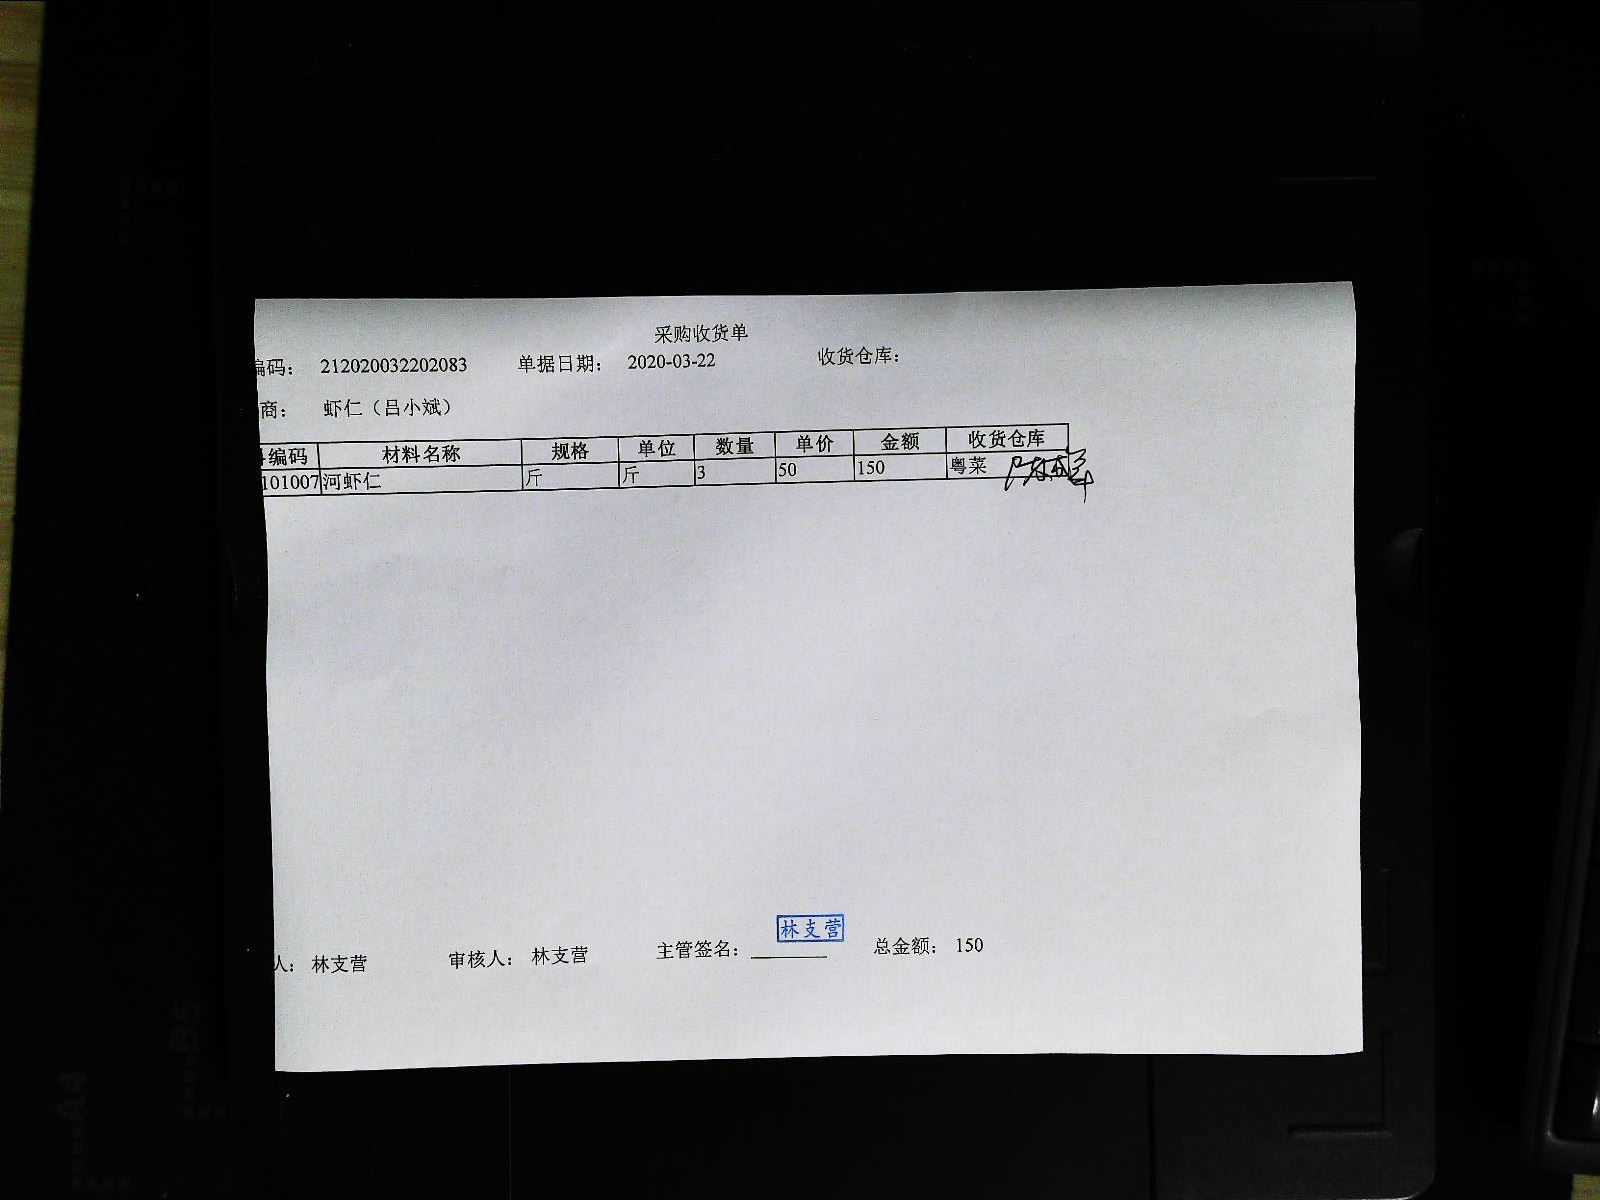 采购收货单
编码： 212020032202083 单据日期： 2020-03-22 收货仓库：
商： 虾仁（吕小斌）
编码 材料名称 规格 单位 数量 单价 金额 收货仓库
101007 河虾仁 斤 斤 3 50 150 粤菜
林支营
人： 林支营 审核人： 林支营 主管签名： 总金额： 150
A4
B5